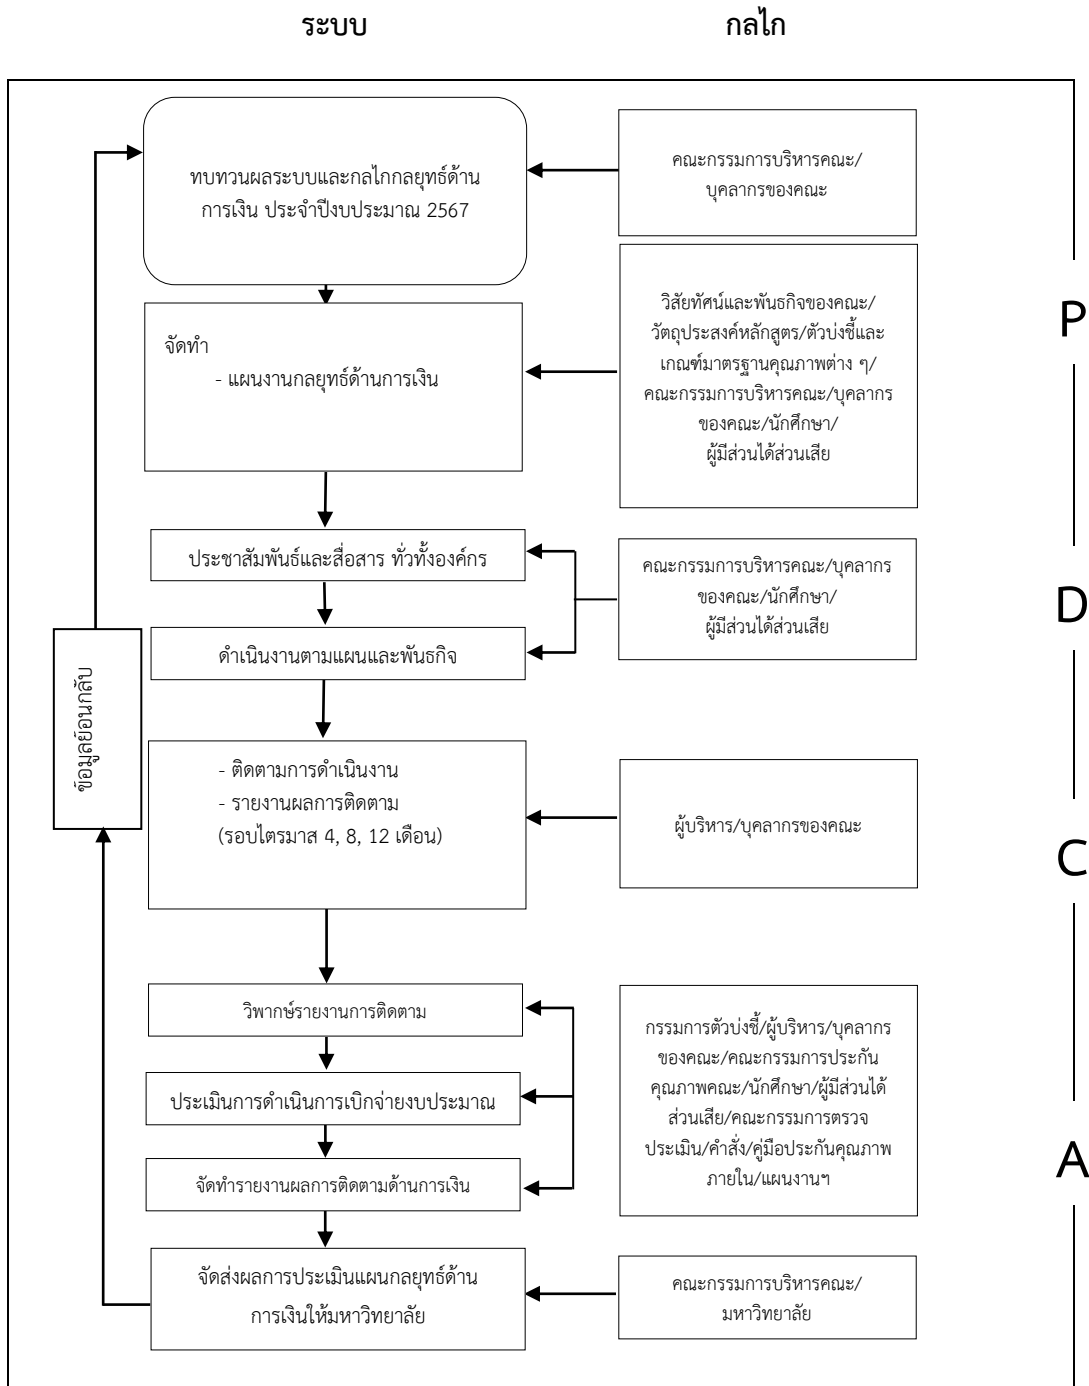 ระบบ
กลไก
ทบทวนผลระบบและกลไกกลยุทธ์ด้าน
การเงิน ประจำปีงบประมาณ 2567
คณะกรรมการบริหารคณะ/
บุคลากรของคณะ
P
จัดทำ
- แผนงานกลยุทธ์ด้านการเงิน
วิสัยทัศน์และพันธกิจของคณะ/
วัตถุประสงค์หลักสูตร/ตัวบ่งชี้และ
เกณฑ์มาตรฐานคุณภาพต่าง ๆ/
คณะกรรมการบริหารคณะ/บุคลากร
ของคณะ/นักศึกษา/
ผู้มีส่วนได้ส่วนเสีย
ประชาสัมพันธ์และสื่อสาร ทั่วทั้งองค์กร
ดำเนินงานตามแผนและพันธกิจ
คณะกรรมการบริหารคณะ/บุคลากร
ของคณะ/นักศึกษา/
ผู้มีส่วนได้ส่วนเสีย
D
ข้อมูลย้อนกลับ
- ติดตามการดำเนินงาน
- รายงานผลการติดตาม
(รอบไตรมาส 4, 8, 12 เดือน)
ผู้บริหาร/บุคลากรของคณะ
C
วิพากษ์รายงานการติดตาม
ประเมินการดำเนินการเบิกจ่ายงบประมาณ
จัดทำรายงานผลการติดตามด้านการเงิน
กรรมการตัวบ่งชี้/ผู้บริหาร/บุคลากร
ของคณะ/คณะกรรมการประกัน
คุณภาพคณะ/นักศึกษา/ผู้มีส่วนได้
ส่วนเสีย/คณะกรรมการตรวจ
ประเมิน/คำสั่ง/คู่มือประกันคุณภาพ
ภายใน/แผนงานฯ
A
จัดส่งผลการประเมินแผนกลยุทธ์ด้าน
การเงินให้มหาวิทยาลัย
คณะกรรมการบริหารคณะ/
มหาวิทยาลัย